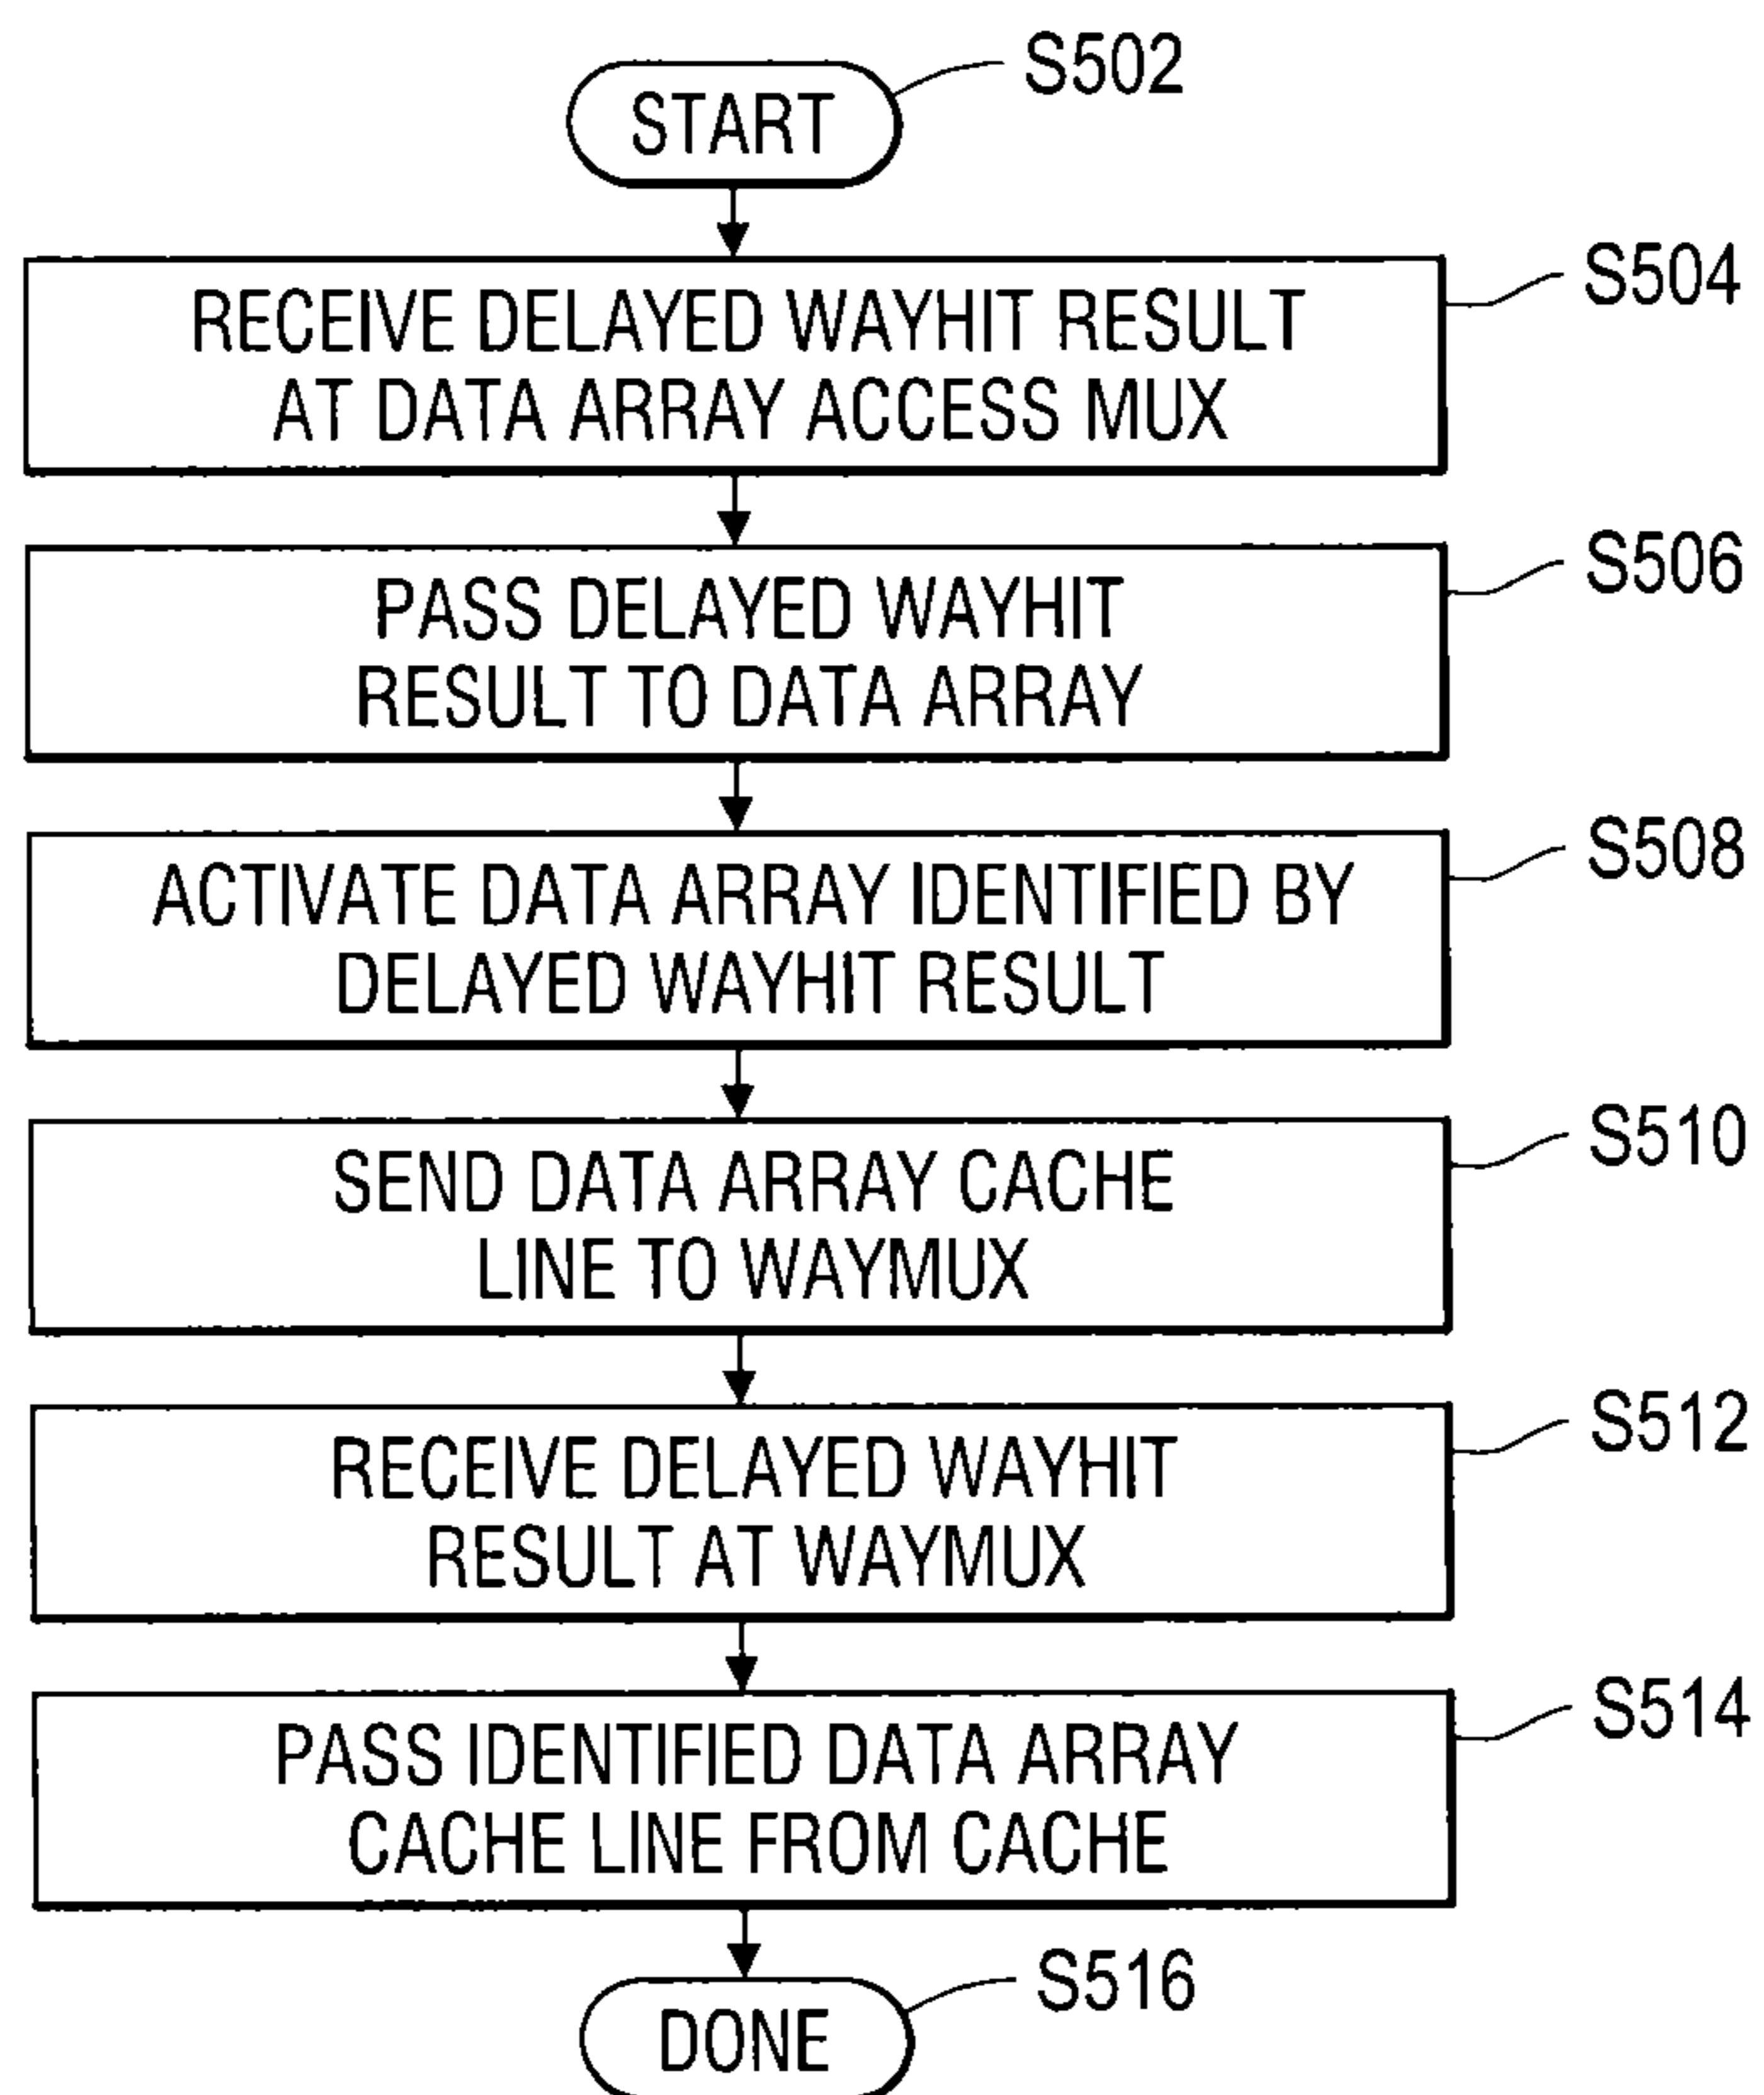 START
S502
RECEIVE DELAYED WAYHIT RESULT
AT DATA ARRAY ACCESS MUX
S504
PASS DELAYED WAYHIT
RESULT TO DATA ARRAY
S506
ACTIVATE DATA ARRAY IDENTIFIED BY
DELAYED WAYHIT RESULT
S508
SEND DATA ARRAY CACHE
LINE TO WAYMUX
S510
RECEIVE DELAYED WAYHIT
RESULT AT WAYMUX
S512
PASS IDENTIFIED DATA ARRAY
CACHE LINE FROM CACHE
S514
DONE
S516